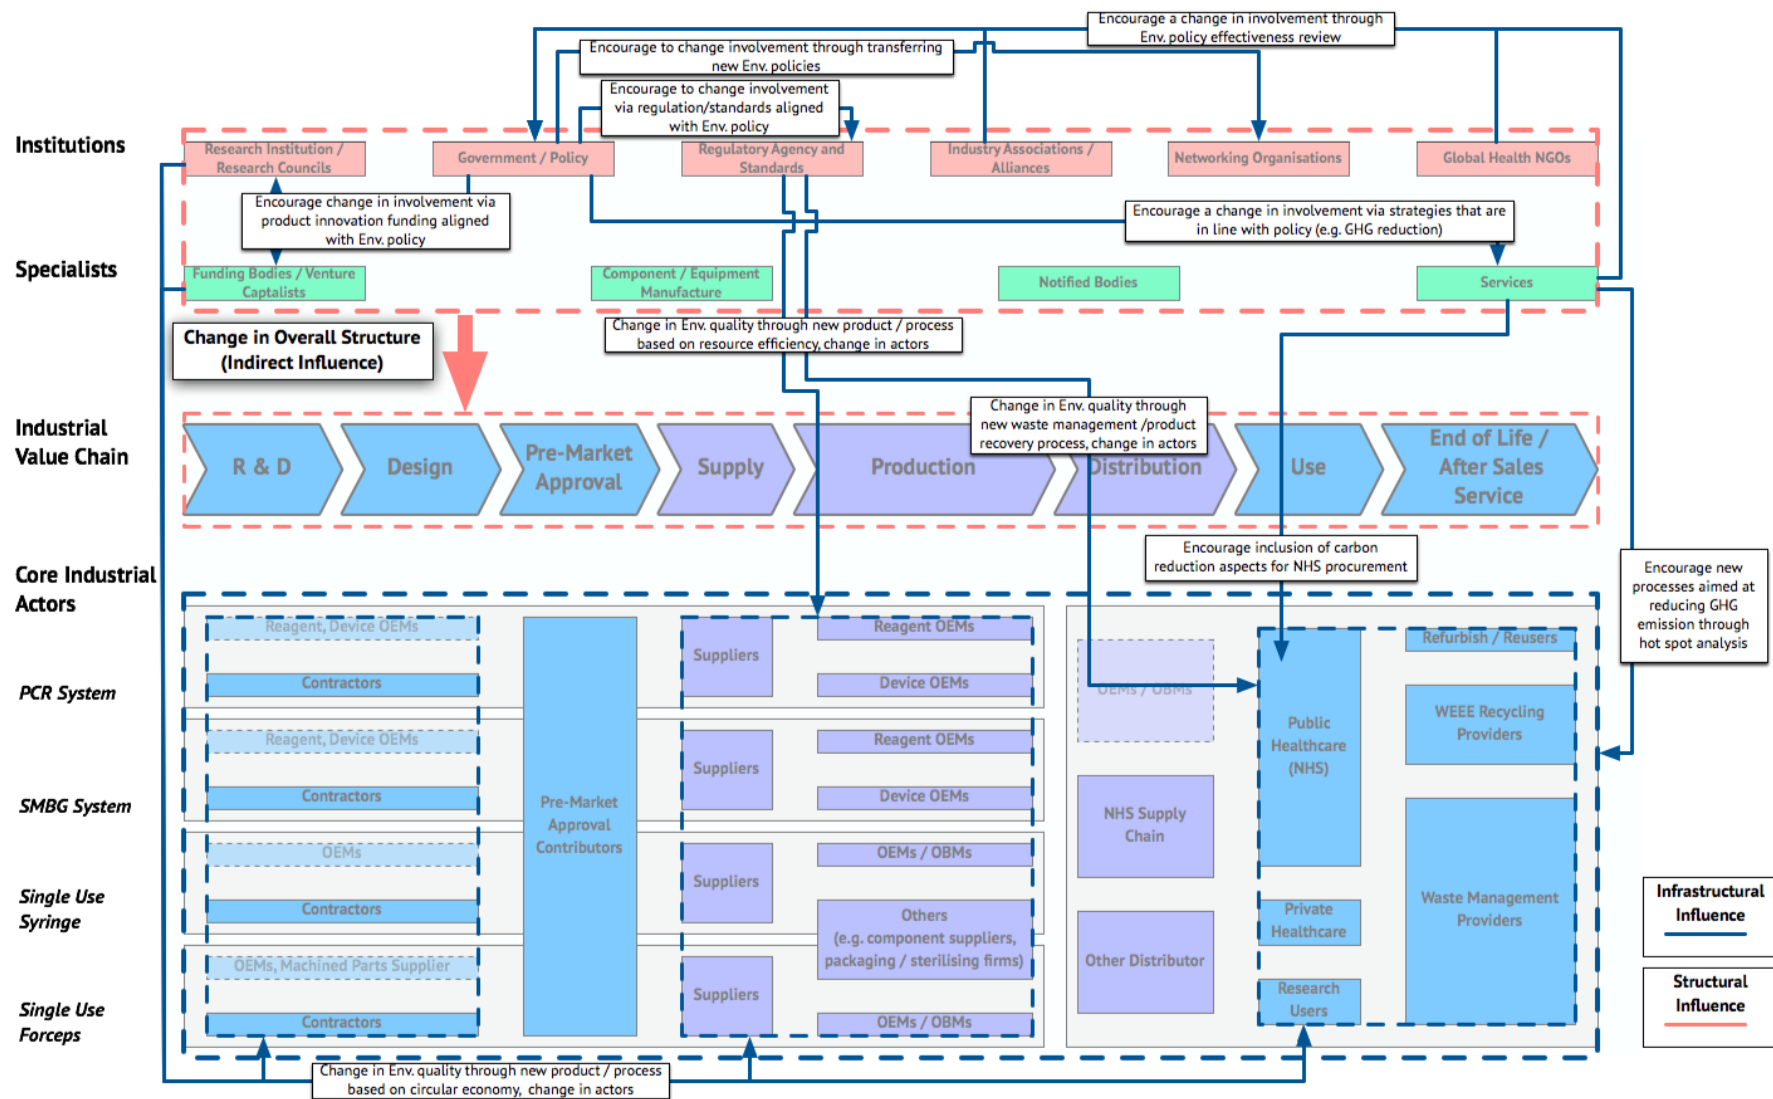 Encourage a change in involvement through
Env. policy effectiveness review
Encourage to change involvement through transferring
new Env. policies
Encourage to change involvement
via regulation/standards aligned
with Env. policy
Institutions
Research Institution /
Research Councils
Government / Policy
Regulatory Agency and
Standards
Industry Associations /
Alliances
Networking Organisations
Global Health NGOs
Encourage change in involvement via
product innovation funding aligned
with Env. policy
Encourage a change in involvement via strategies that are
in line with policy (e.g. GHG reduction)
Specialists
Funding Bodies / Venture
Captalists
Component / Equipment
Manufacture
Notified Bodies
Services
Change in Overall Structure
(Indirect Influence)
Change in Env. quality through new product / process
based on resource efficiency, change in actors
Change in Env. quality through
new waste management /product
recovery process, change in actors
Industrial
Value Chain
R & D
Design
Pre-Market
Approval
Supply
Production
Distribution
Use
End of Life /
After Sales
Service
Encourage inclusion of carbon
reduction aspects for NHS procurement
Encourage new
processes aimed at
reducing GHG
emission through
hot spot analysis
Core Industrial
Actors
PCR System
Reagent, Device OEMs
Contractors
Suppliers
Reagent OEMs
Device OEMs
SMBG System
Reagent, Device OEMs
Contractors
Suppliers
Reagent OEMs
Device OEMs
Single Use
Syringe
OEMs
Contractors
Suppliers
OEMs / OBMs
Others
(e.g. component suppliers,
packaging / sterilising firms)
Single Use
Forceps
OEMs, Machined Parts Supplier
Contractors
Suppliers
OEMs / OBMs
Pre-Market
Approval
Contributors
OEMs / OBMs
NHS Supply
Chain
Other Distributor
Public
Healthcare
(NHS)
Private
Healthcare
Research
Users
Refurbish / Reusers
WEEE Recycling
Providers
Waste Management
Providers
Infrastructural
Influence
Structural
Influence
Change in Env. quality through new product / process
based on circular economy, change in actors